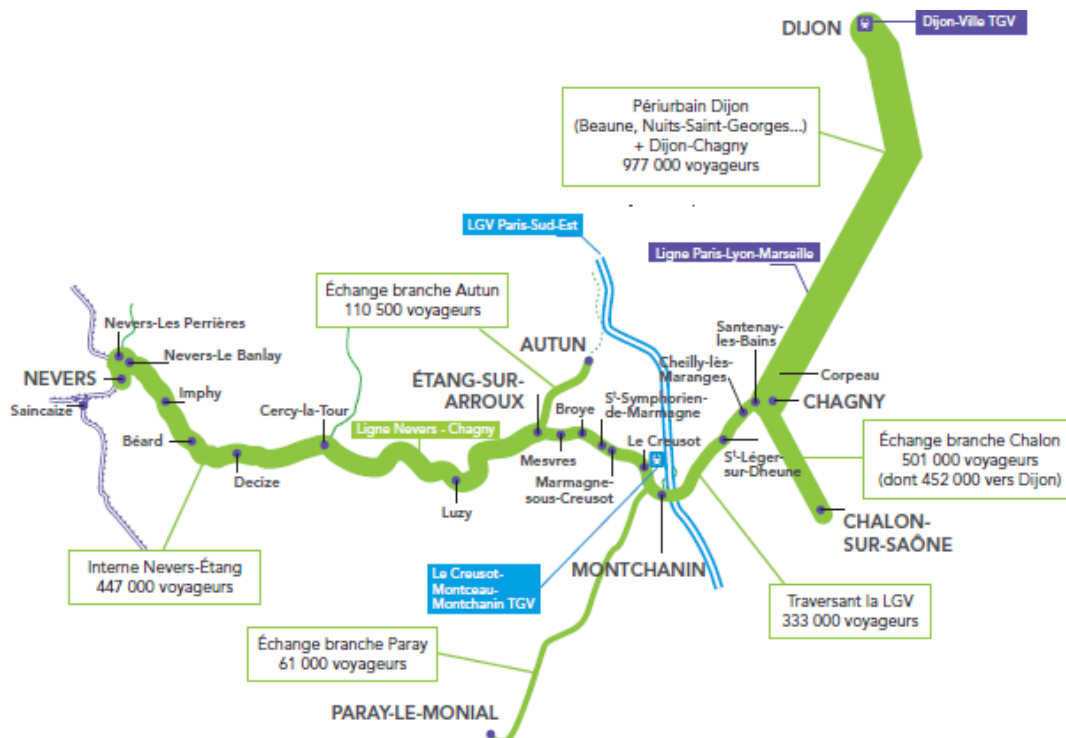 DIJON
Dijon-Ville TGV
Périurbain Dijon
(Beaune, Nuits-Saint-Georges...)
+ Dijon-Chagny
977 000 voyageurs
LGV Paris-Sud-Est
Ligne Paris-Lyon-Marseille
Échange branche Autun
110 500 voyageurs
Nevers-Les Perrières
Nevers-Le Banlay
NEVERS
Saincaize
Imphy
Béard
Decize
Cercy-la-Tour
Ligne Nevers - Chagny
Luzy
AUTUN
ÉTANG-SUR-
ARROUX
Mesvres
Broye
St-Symphorien-
de-Marmagne
Marmagne-
sous-Creusot
Le Creusot
Santenay-
les-Bains
Cheilly-lès-
Maranges
Corpeau
CHAGNY
St-Léger-
sur-Dheune
Échange branche Chalon
501 000 voyageurs
(dont 452 000 vers Dijon)
CHALON-
SUR-SAÔNE
MONTCHANIN
Interne Nevers-Étang
447 000 voyageurs
Le Creusot-
Montceau-
Montchanin TGV
Traversant la LGV
333 000 voyageurs
Échange branche Paray
61 000 voyageurs
PARAY-LE-MONIAL